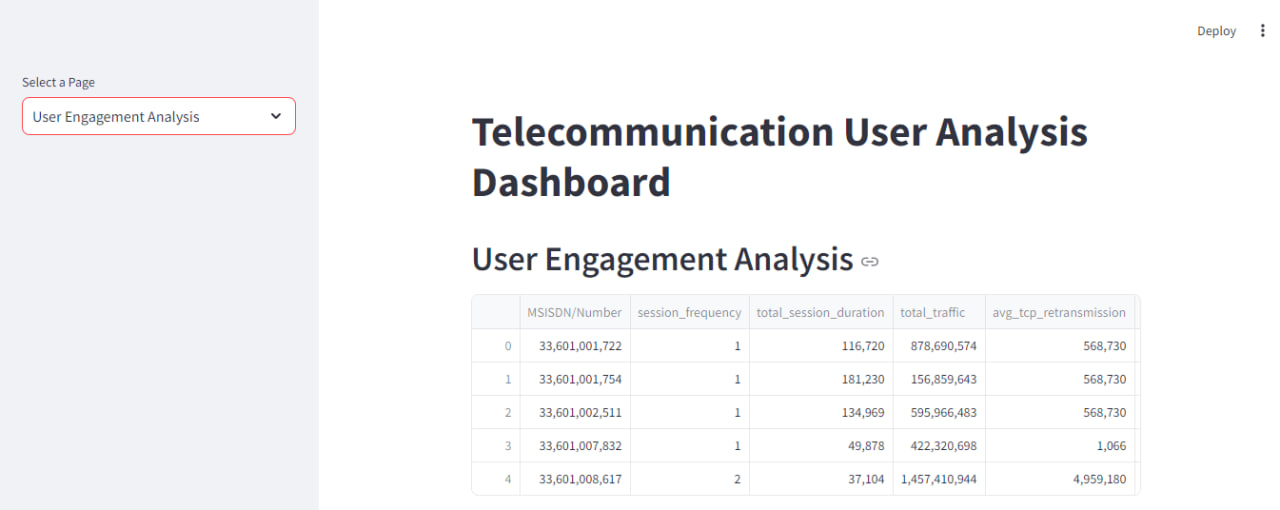 Deploy
Select a Page
User Engagement Analysis
Telecommunication User Analysis
Dashboard
User Engagement Analysis
MSISDN/Number session_frequency total_session_duration total_traffic avg_tcp_retransmission
0 33,601,001,722 1 116,720 878,690,574 568,730
1 33,601,001,754 1 181,230 156,859,643 568,730
2 33,601,002,511 1 134,969 595,966,483 568,730
3 33,601,007,832 1 49,878 422,320,698 1,066
4 33,601,008,617 2 37,104 1,457,410,944 4,959,180